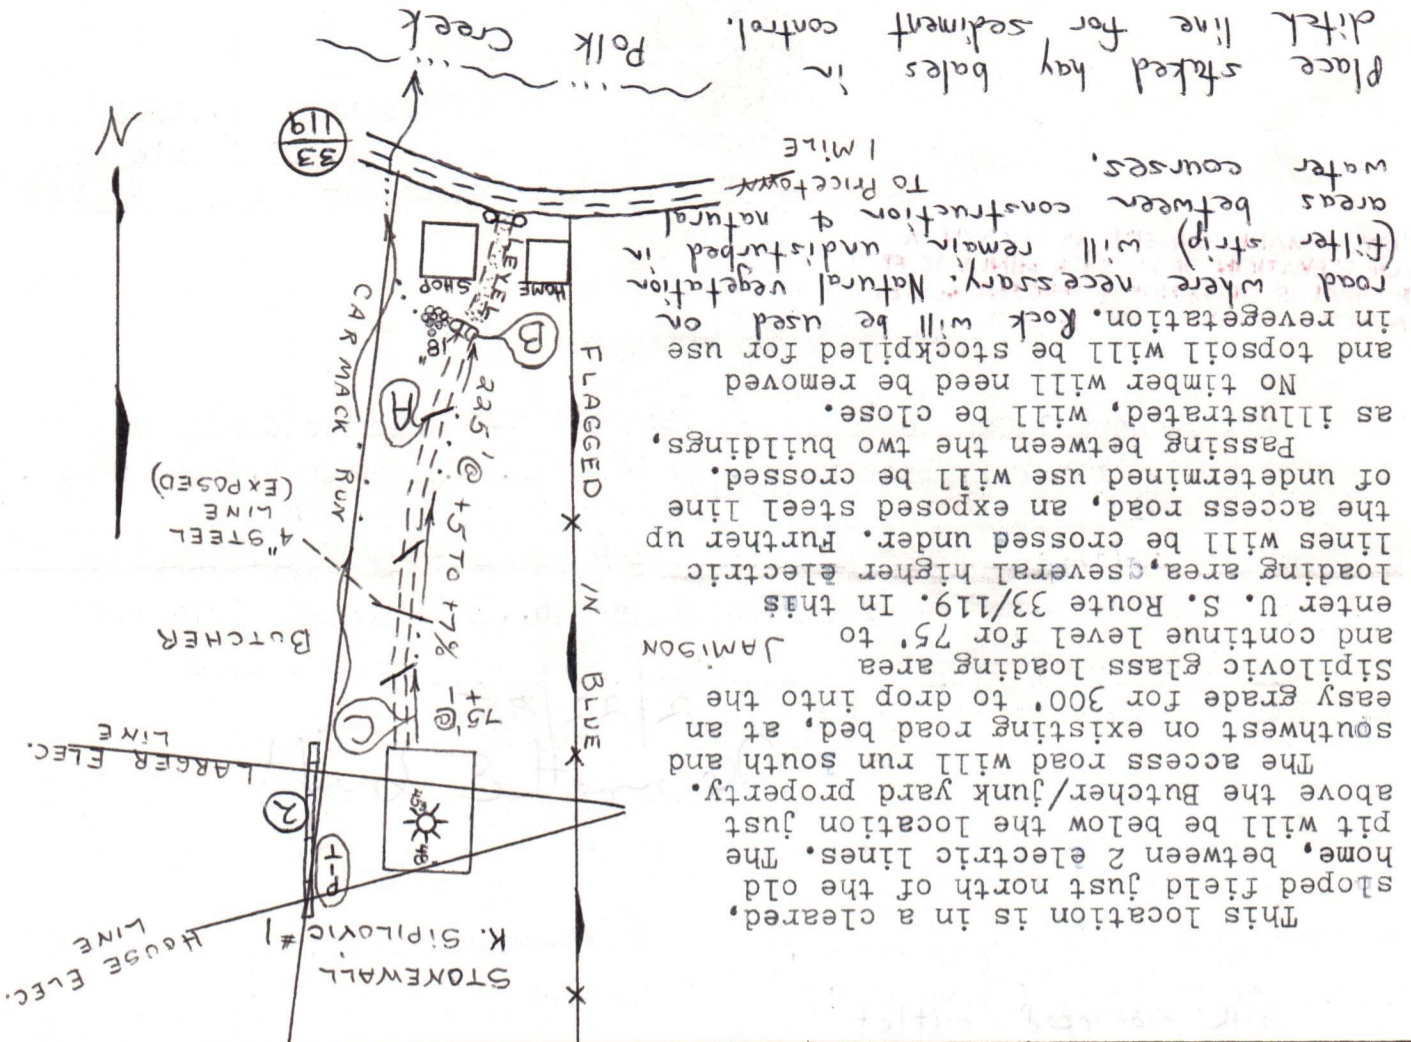 This location is in a cleared,
sloped field just north of the old
home, between 2 electric lines. The
pit will be below the location just
above the Butcher/junk yard property.
The access road will run south and
southwest on existing road bed, at an
easy grade for 300' to drop into the
Sipilovic glass loading area
and continue level for 75' to
enter U. S. Route 33/119. In this
loading area, several higher electric
lines will be crossed under. Further up
the access road, an exposed steel line
of undetermined use will be crossed.
Passing between the two buildings,
as illustrated, will be close.
No timber will need be removed
and topsoil will be stockpiled for use
in revegetation. Rock will be used on
road where necessary. Natural vegetation
(filter strip) will remain undisturbed in
areas between construction & natural
water courses.
Place staked hay bales in
ditch line for sediment control.
STONEWALL
K. SIPILOVIC #1
HOUSE ELEC.
LINE
T-P
2
48"
LARGER ELEC.
LINE
75' @
+-
C
BLUE
IN
FLAGGED
JAMISON
BUTCHER
4" STEEL
LINE
(EXPOSED)
225' @ +5 TO +7%
CARMACK RUN
A
B
18"
LEVEL
HOME
SHOP
TO PRICETOWN
1 MILE
33
119
N
Polk Creek